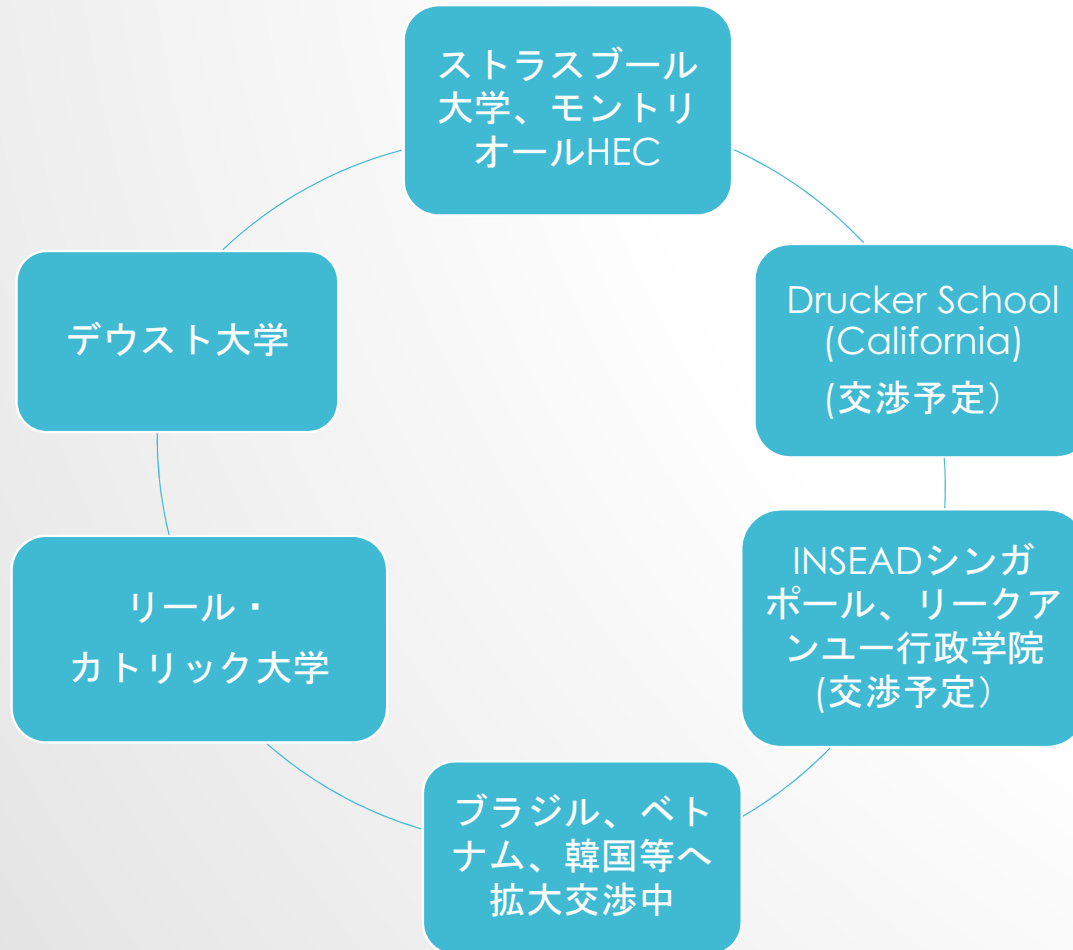 ストラスブール
大学、モントリ
オールHEC
Drucker School
(California)
(交渉予定）
INSEADシンガ
ポール、リークア
ンユー行政学院
(交渉予定）
ブラジル、ベト
ナム、韓国等へ
拡大交渉中
リール・
カトリック大学
デウスト大学